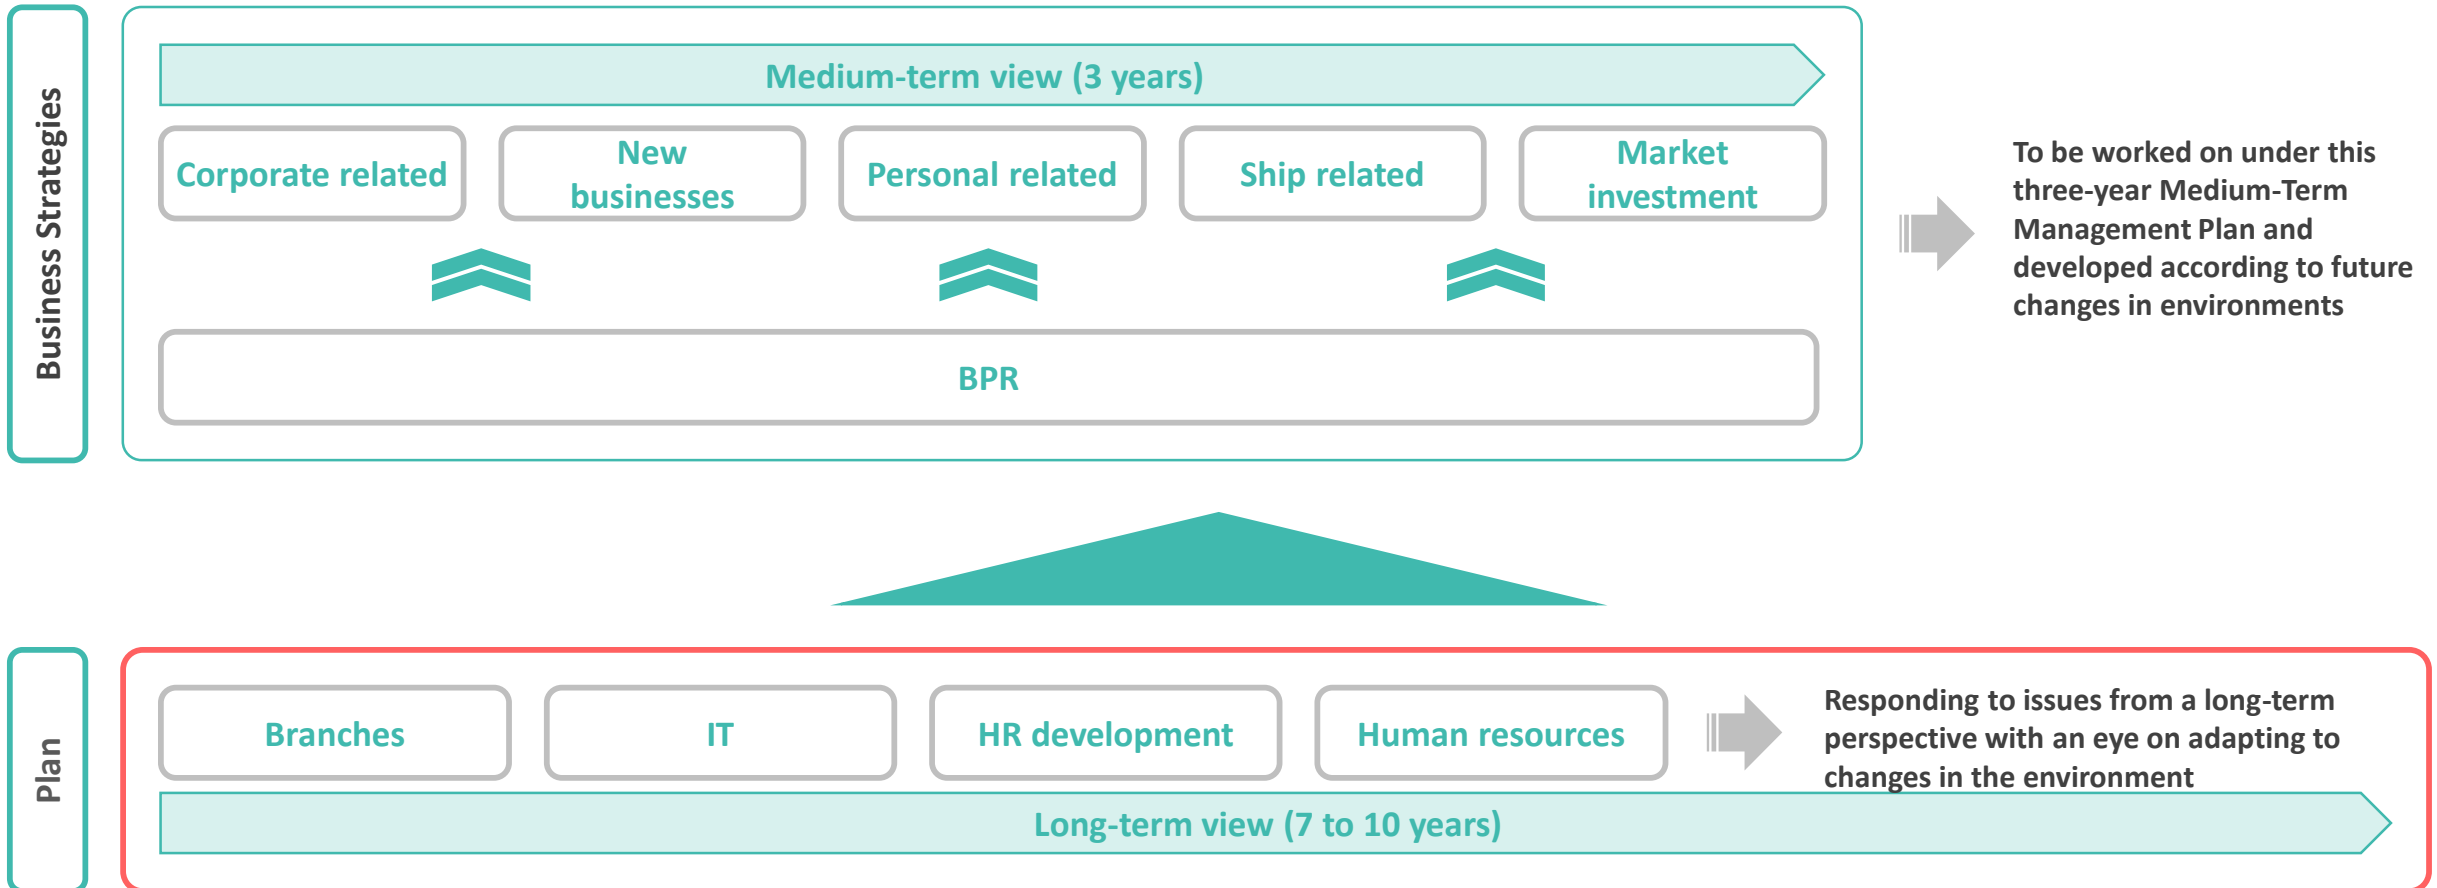 Business Strategies
Medium-term view (3 years)
Corporate related
New
businesses
Personal related
Ship related
Market
investment
BPR
To be worked on under this
three-year Medium-Term
Management Plan and
developed according to future
changes in environments
Plan
Branches
IT
HR development
Human resources
Responding to issues from a long-term
perspective with an eye on adapting to
changes in the environment
Long-term view (7 to 10 years)